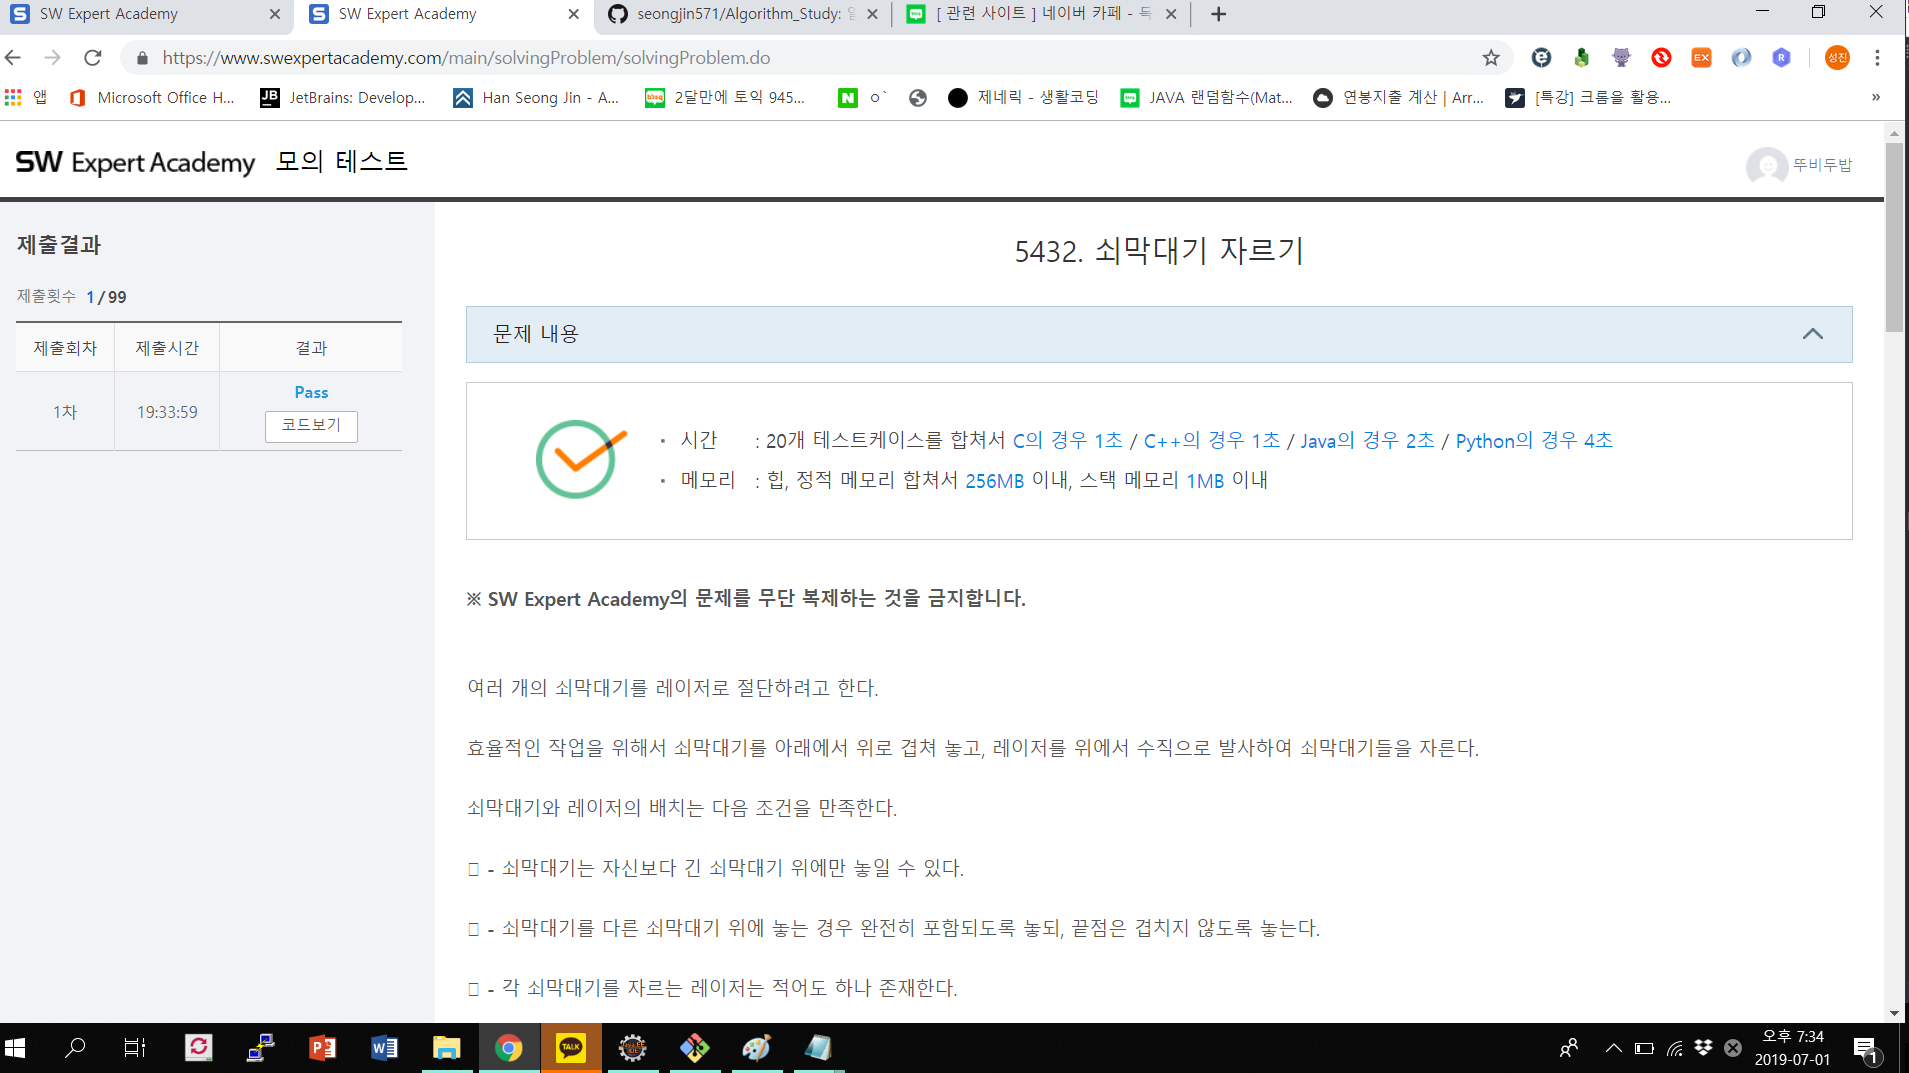 SW Expert Academy
SW Expert Academy
seongjin571/Algorithm_Study:
[ 관련 사이트 ] 네이버 카페 - 독
https://www.swexpertacademy.com/main/solvingProblem/solvingProblem.do
성진
앱
Microsoft Office H...
JetBrains: Develop...
Han Seong Jin - A...
2달만에 토익 945...
ㅇ`
제네릭 - 생활코딩
JAVA 랜덤함수(Mat...
연봉지출 계산 | Arr...
[특강] 크롬을 활용...
»
SW Expert Academy 모의 테스트
뚜비두밥
제출결과
제출횟수 1 / 99
제출회차 제출시간 결과
1차 19:33:59 Pass
코드보기
5432. 쇠막대기 자르기
문제 내용
• 시간 : 20개 테스트케이스를 합쳐서 C의 경우 1초 / C++의 경우 1초 / Java의 경우 2초 / Python의 경우 4초
• 메모리 : 힙, 정적 메모리 합쳐서 256MB 이내, 스택 메모리 1MB 이내
※ SW Expert Academy의 문제를 무단 복제하는 것을 금지합니다.
여러 개의 쇠막대기를 레이저로 절단하려고 한다.
효율적인 작업을 위해서 쇠막대기를 아래에서 위로 겹쳐 놓고, 레이저를 위에서 수직으로 발사하여 쇠막대기들을 자른다.
쇠막대기와 레이저의 배치는 다음 조건을 만족한다.
- 쇠막대기는 자신보다 긴 쇠막대기 위에만 놓일 수 있다.
- 쇠막대기를 다른 쇠막대기 위에 놓는 경우 완전히 포함되도록 놓되, 끝점은 겹치지 않도록 놓는다.
- 각 쇠막대기를 자르는 레이저는 적어도 하나 존재한다.
TALK
오후 7:34
2019-07-01
1